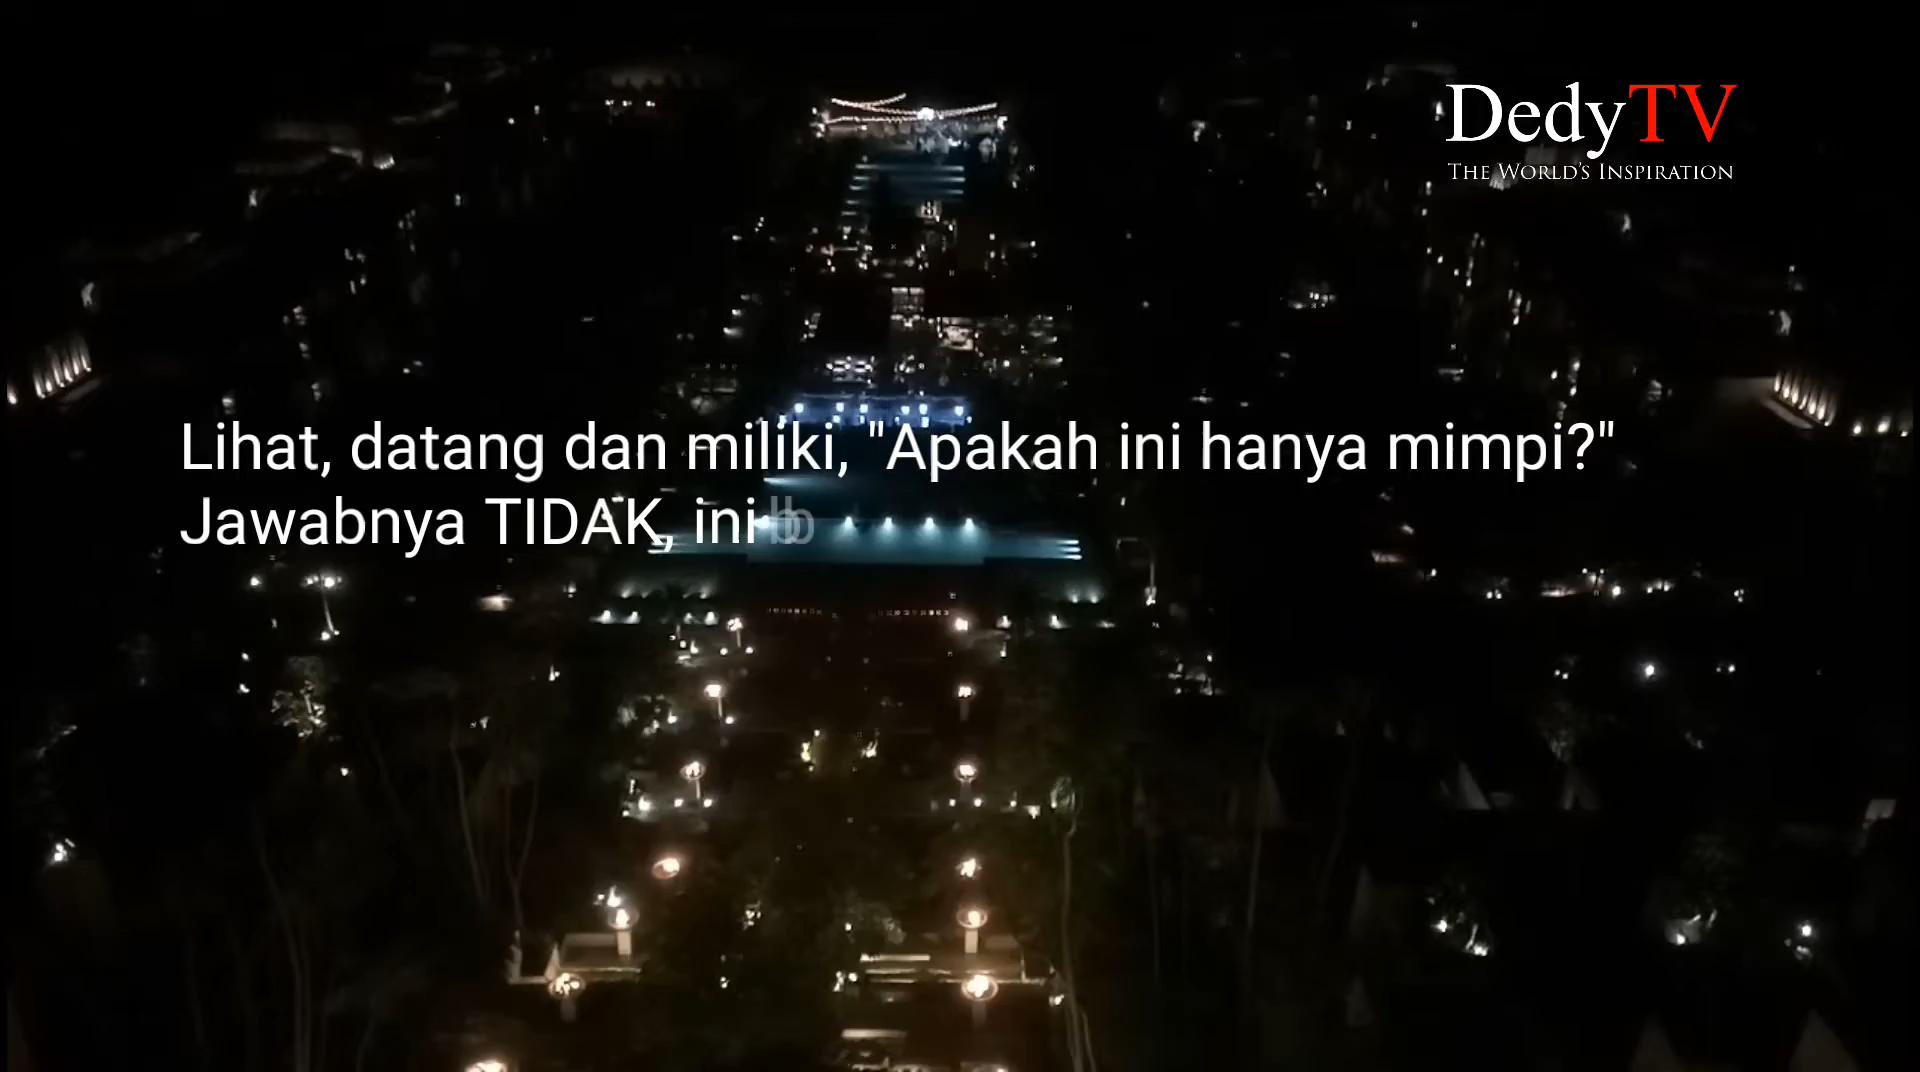 DedyTV
THE WORLD'S INSPIRATION
Lihat, datang dan miliki, "Apakah ini hanya mimpi?"
Jawabnya TIDAK, ini